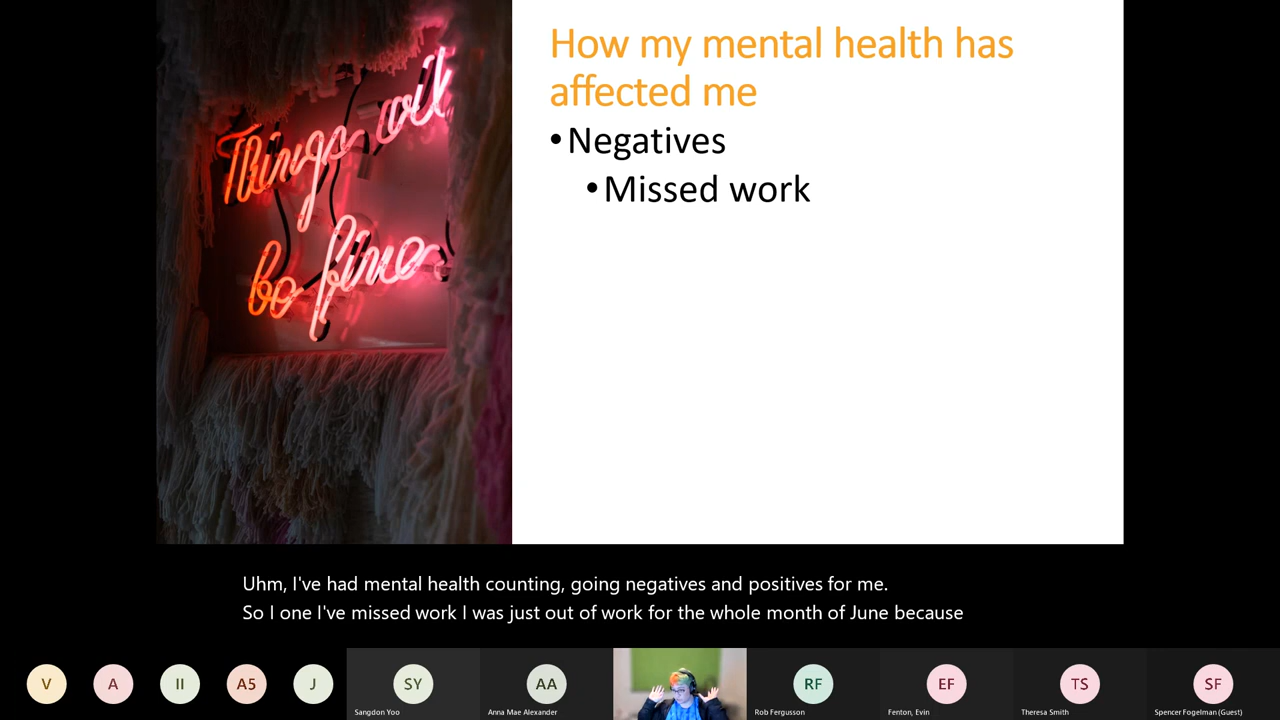 How my mental health has
affected me
• Negatives
• Missed work
Things will
be fine
Uhm, I've had mental health counting, going negatives and positives for me.
So I one I've missed work I was just out of work for the whole month of June because
V
A
II
A5
J
SY
AA
RF
EF
TS
SF
Sangdon Yoo
Anna Mae Alexander
Rob Fergusson
Fenton, Evin
Theresa Smith
Spencer Fogelman (Guest)